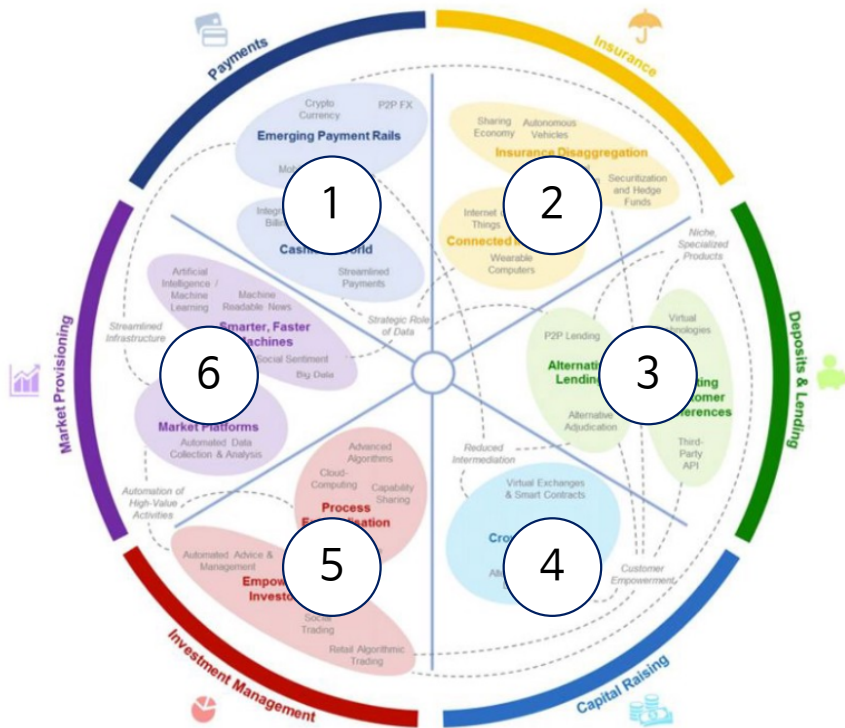 Payments
Crypto
Currency
P2P FX
Emerging Payment Rails
1
Cash
Streamlined
Payments
Insurance
Sharing
Economy
Autonomous
Vehicles
Insurance Disaggregation
Securitization
and Hedge
Funds
2
Internet
Things
Connected
Wearable
Computers
Niche,
Specialized
Products
Deposits & Lending
Virtual
P2P Lending
Lending
3
Alternative
Adjudication
Third-
Party
API
Market Provisioning
Artificial
Intelligence /
Machine
Learning
Machine
Readable News
Smarter, Faster
Streamlined
Infrastructure
Strategic Role
of Data
6
Social Sentiment
Big Data
Market Platforms
Automated Data
Collection & Analysis
Automation of
High-Value
Activities
Advanced
Algorithms
Cloud-
Computing
Capability
Sharing
Process
5
Automated Advice &
Management
Social
Trading
Retail Algorithmic
Trading
Investment Management
Reduced
Intermediation
Virtual Exchanges
& Smart Contracts
4
Customer
Empowerment
Capital Raising